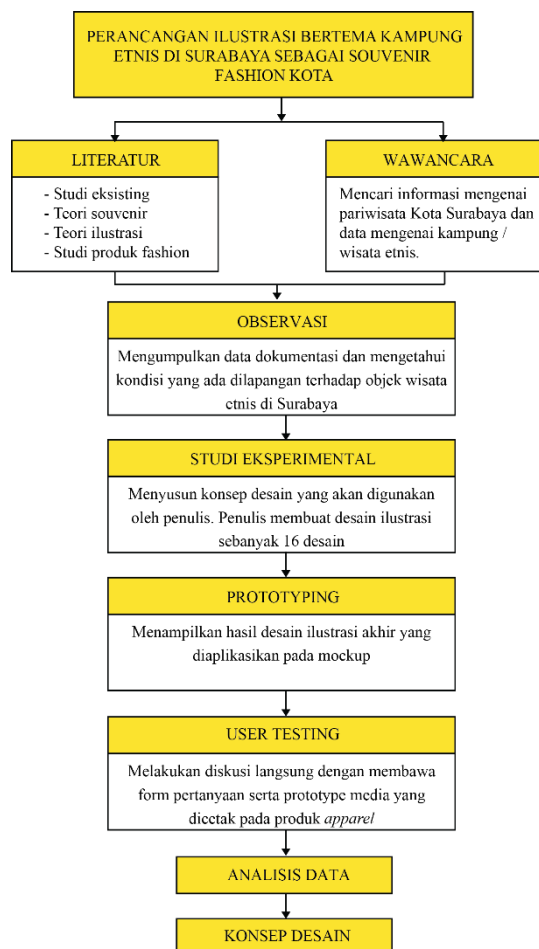 PERANCANGAN ILUSTRASI BERTEMA KAMPUNG
ETNIS DI SURABAYA SEBAGAI SOUVENIR
FASHION KOTA
LITERATUR
- Studi eksisting
- Teori souvenir
- Teori ilustrasi
- Studi produk fashion
WAWANCARA
Mencari informasi mengenai
pariwisata Kota Surabaya dan
data mengenai kampung /
wisata etnis.
OBSERVASI
Mengumpulkan data dokumentasi dan mengetahui
kondisi yang ada dilapangan terhadap objek wisata
etnis di Surabaya
STUDI EKSPERIMENTAL
Menyusun konsep desain yang akan digunakan
oleh penulis. Penulis membuat desain ilustrasi
sebanyak 16 desain
PROTOTYPING
Menampilkan hasil desain ilustrasi akhir yang
diaplikasikan pada mockup
USER TESTING
Melakukan diskusi langsung dengan membawa
form pertanyaan serta prototype media yang
dicetak pada produk apparel
ANALISIS DATA
KONSEP DESAIN